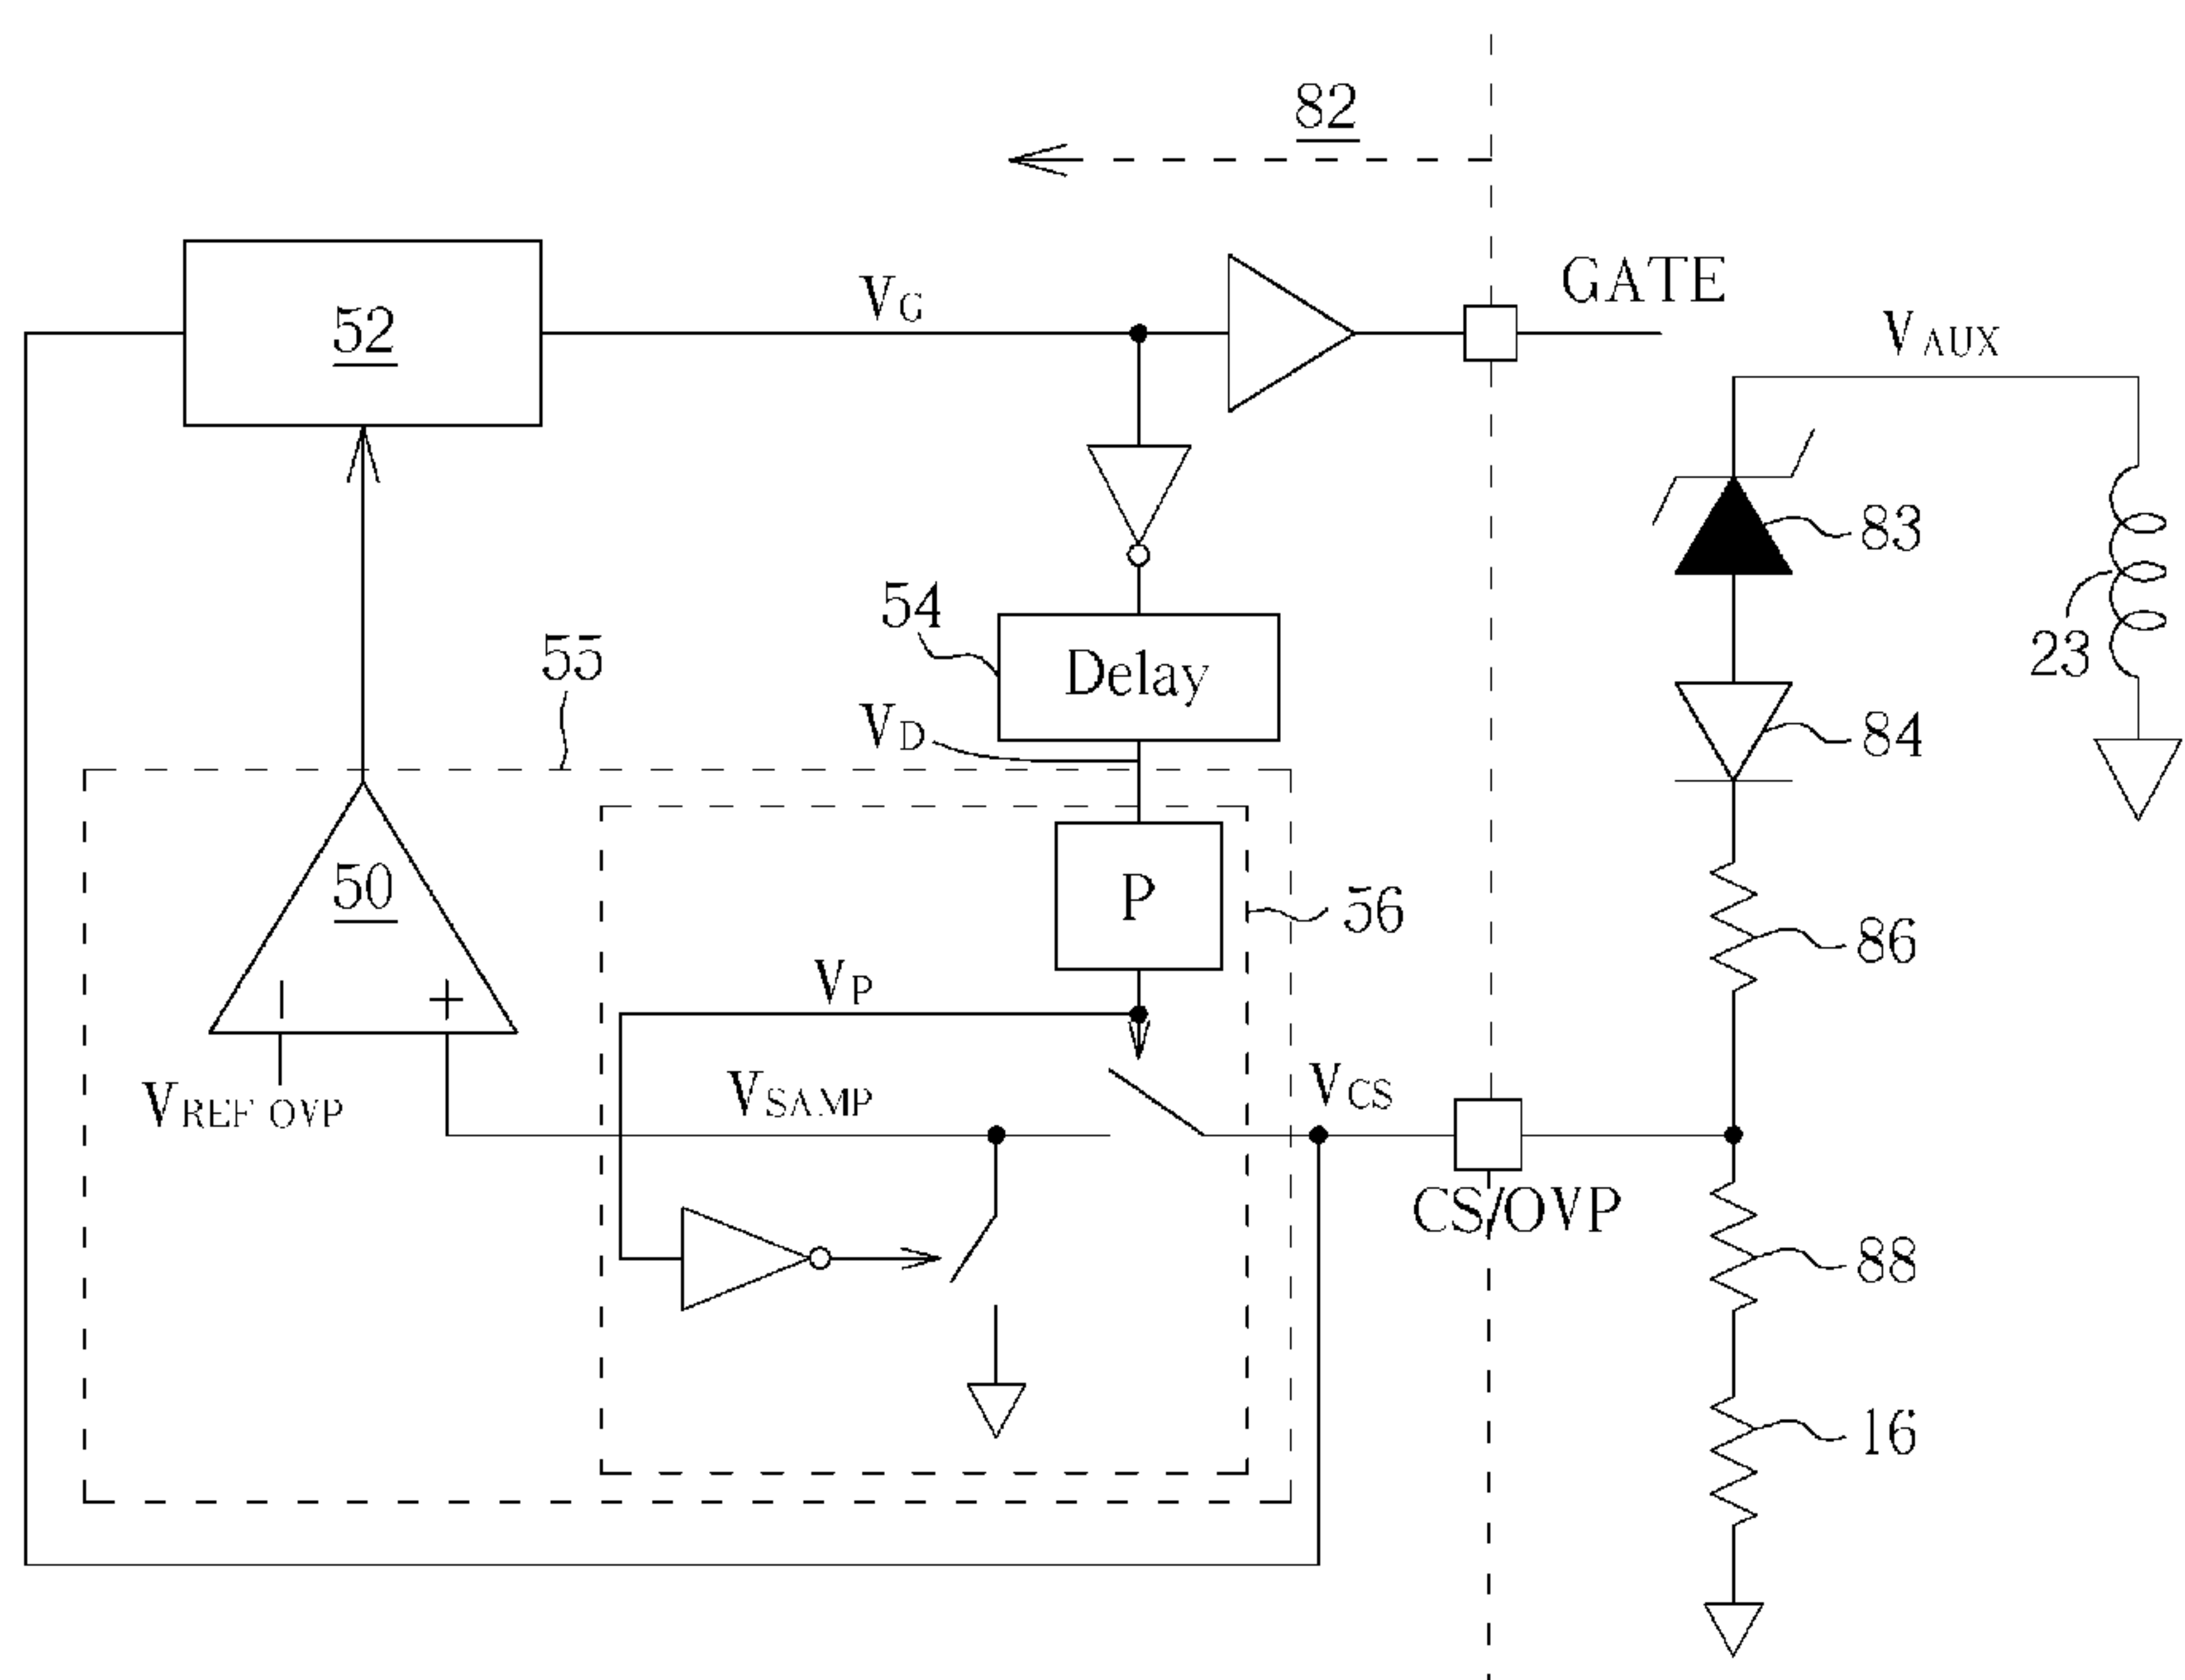 82
GATE
VG
52
VAUX
83
54
Delay
23
55
VD
84
50
P
56
86
VP
− +
VREF OVP
VSAMP
VCS
CS/OVP
88
16